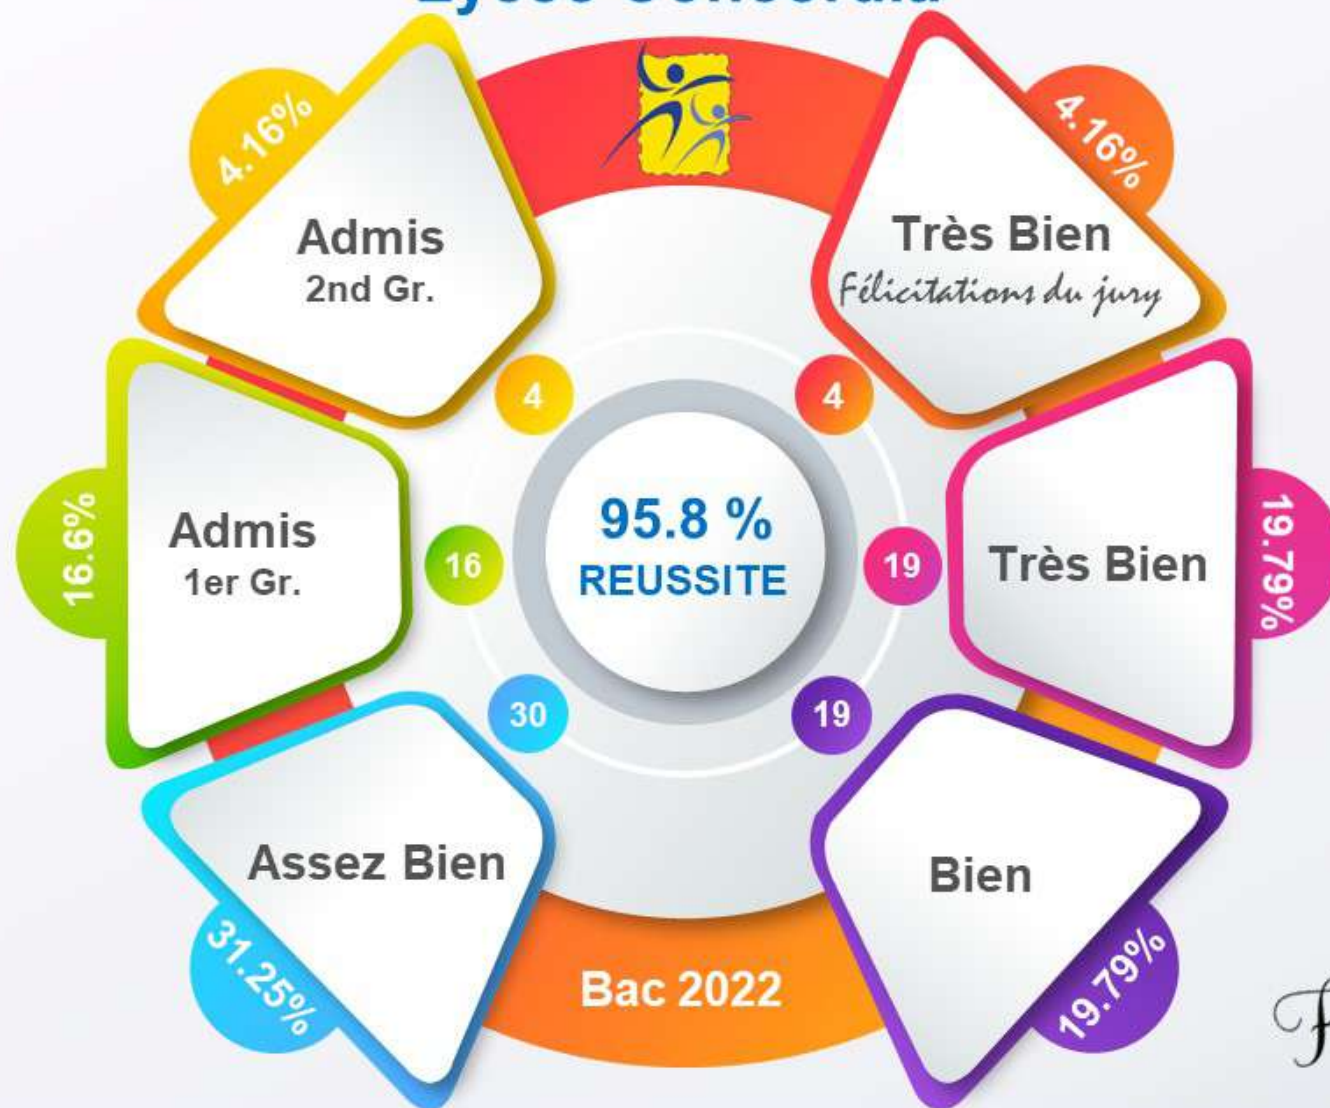 4.16%
Admis
2nd Gr.
4
4.16%
Très Bien
Félicitations du jury
4
16.6%
Admis
1er Gr.
16
95.8 %
REUSSITE
19
Très Bien
19.79%
30
Assez Bien
31.25%
19
Bien
19.79%
Bac 2022